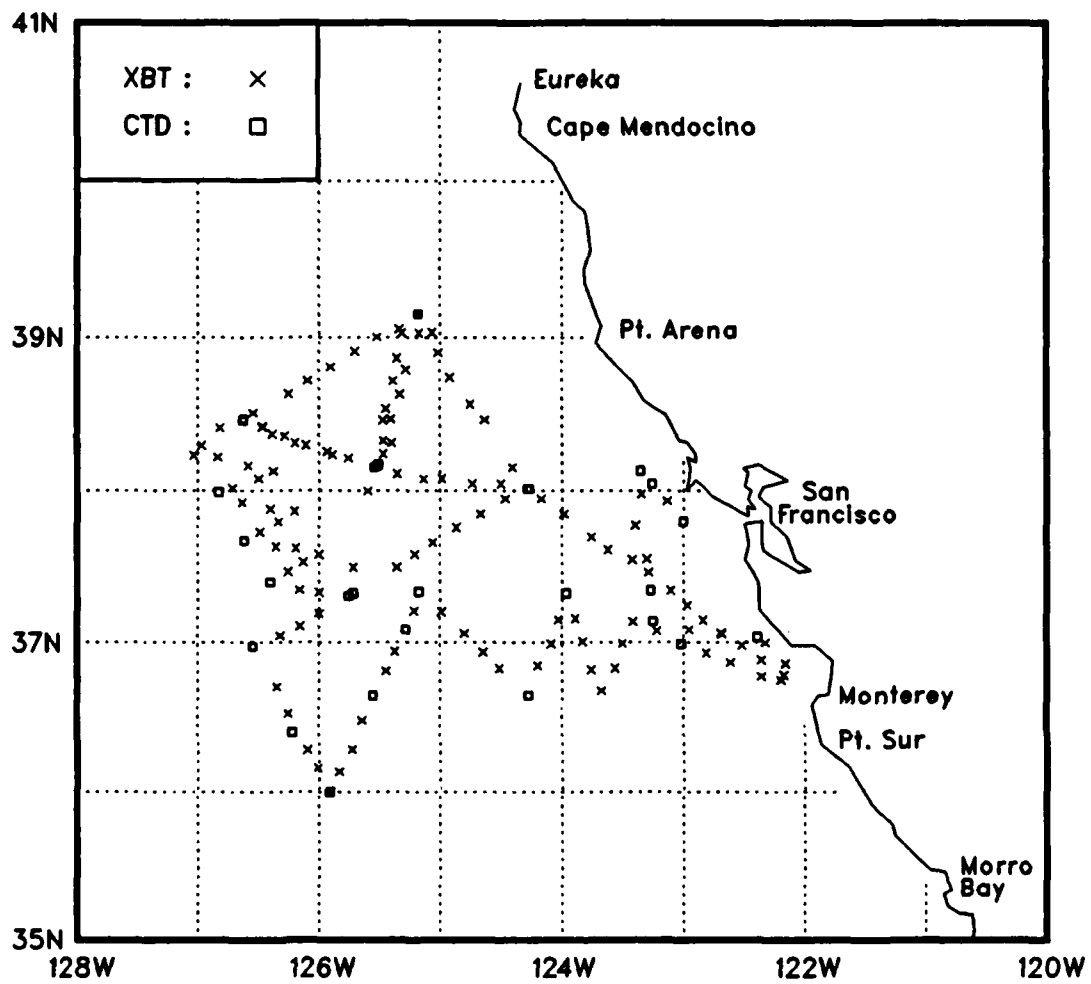 41N
XBT : ×
CTD : □
Eureka
Cape Mendocino
39N
Pt. Arena
San
Francisco
37N
Monterey
Pt. Sur
Morro
Bay
35N
128W
126W
124W
122W
120W